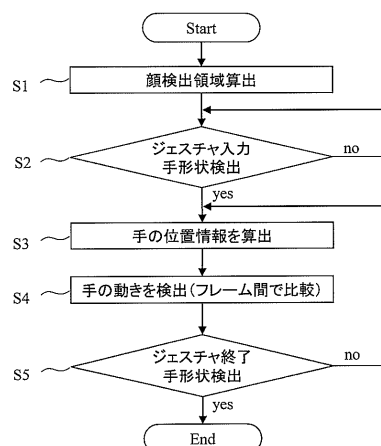 Start
S1
顔検出領域算出
S2
ジェスチャ入力
手形状検出
no
yes
S3
手の位置情報を算出
S4
手の動きを検出(フレーム間で比較)
S5
ジェスチャ終了
手形状検出
no
yes
End